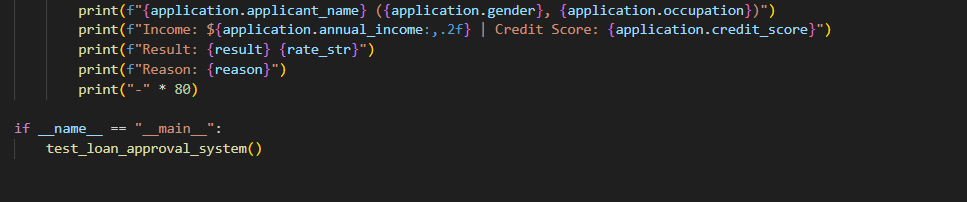 print(f"{application.applicant_name} ({application.gender}, {application.occupation})")
print(f"Income: ${application.annual_income:,.2f} | Credit Score: {application.credit_score}")
print(f"Result: {result} {rate_str}")
print(f"Reason: {reason}")
print("-" * 80)
if __name__ == "__main__":
test_loan_approval_system()